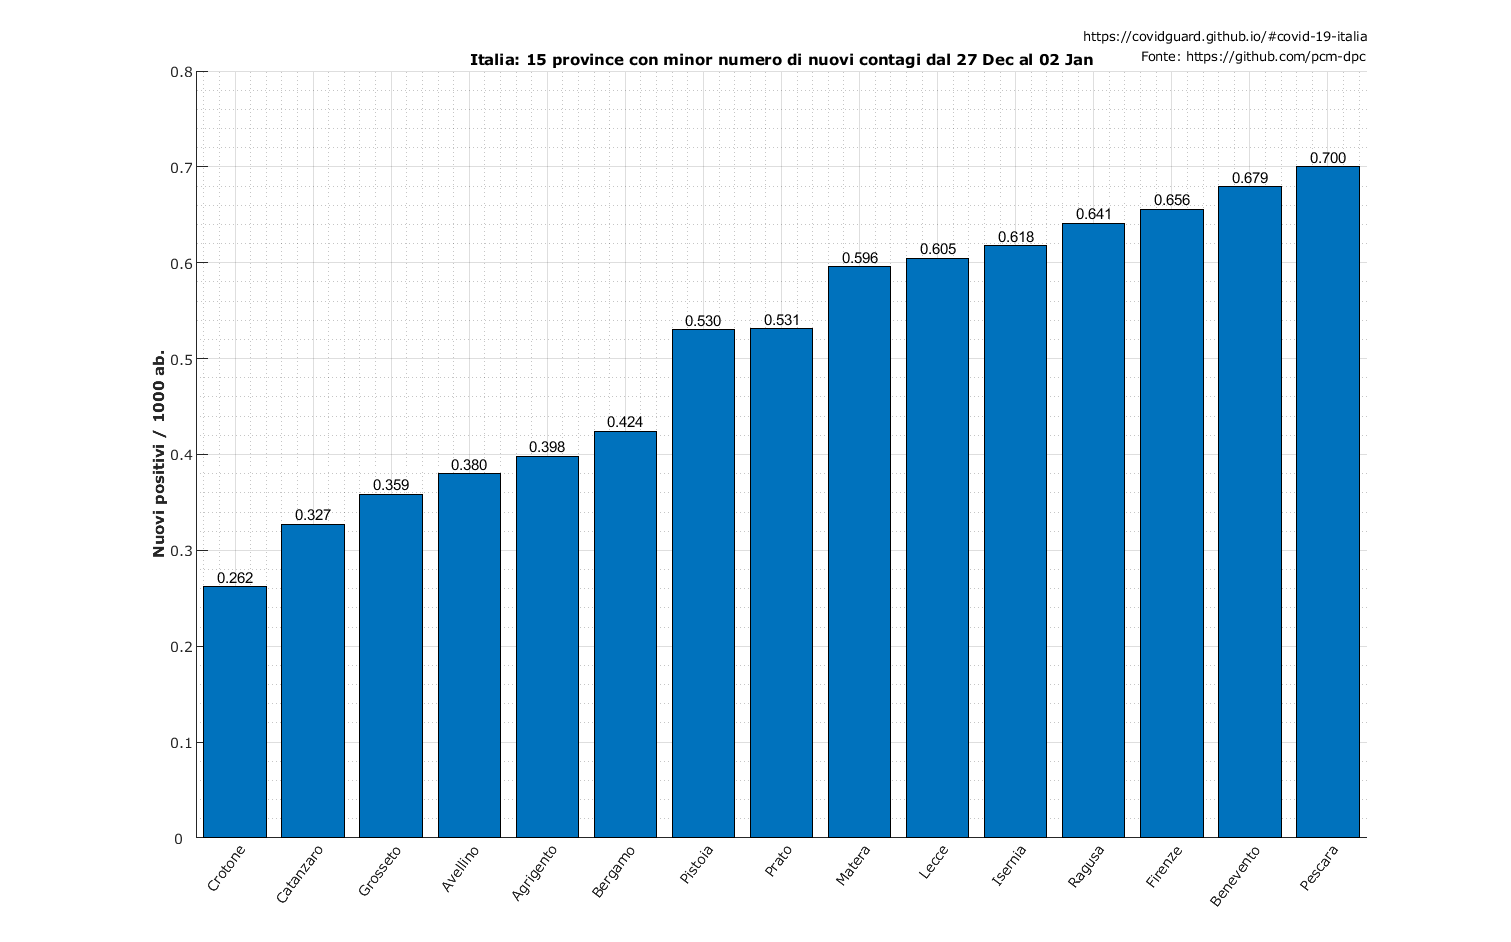 https://covidguard.github.io/#covid-19-italia
Fonte: https://github.com/pcm-dpc
Italia: 15 province con minor numero di nuovi contagi dal 27 Dec al 02 Jan
Nuovi positivi / 1000 ab.
0.8
0.7
0.6
0.5
0.4
0.3
0.2
0.1
0
0.262
0.327
0.359
0.380
0.398
0.424
0.530
0.531
0.596
0.605
0.618
0.641
0.656
0.679
0.700
Crotone
Catanzaro
Grosseto
Avellino
Agrigento
Bergamo
Pistoia
Prato
Matera
Lecce
Isernia
Ragusa
Firenze
Benevento
Pescara